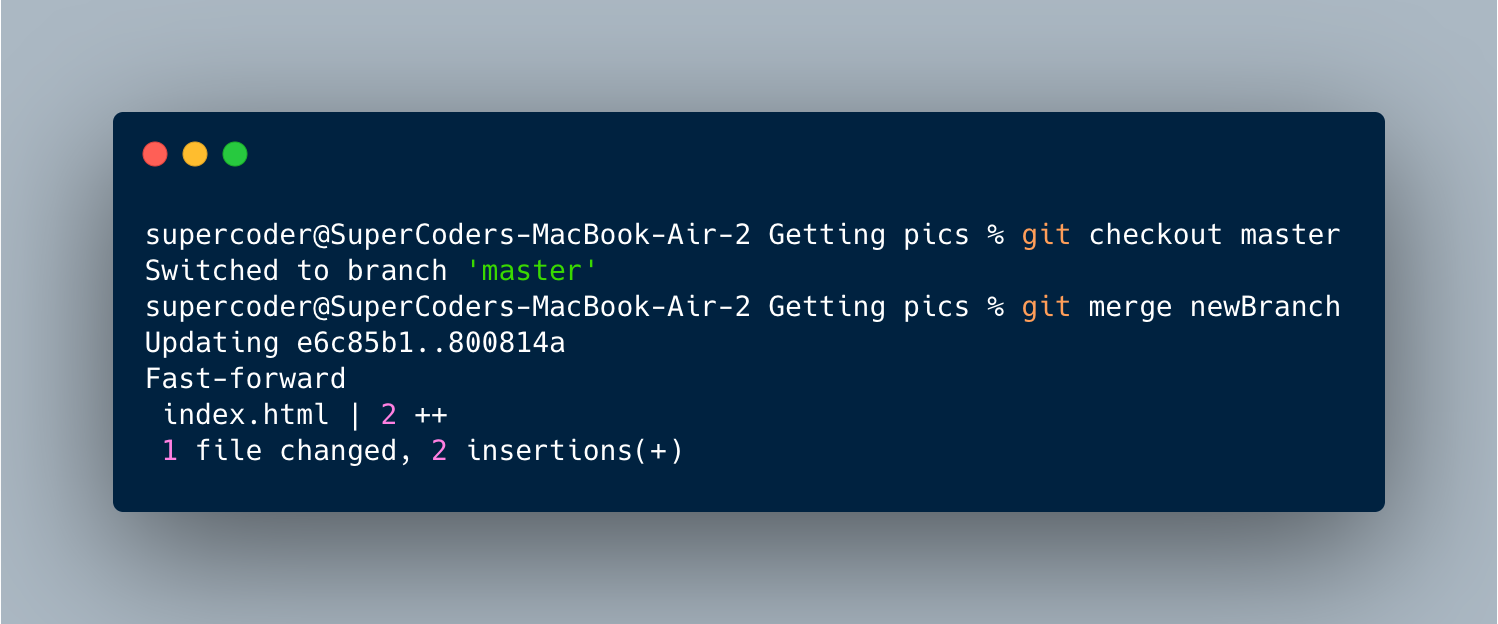 supercoder@SuperCoders-MacBook-Air-2 Getting pics % git checkout master
Switched to branch 'master'
supercoder@SuperCoders-MacBook-Air-2 Getting pics % git merge newBranch
Updating e6c85b1..800814a
Fast-forward
 index.html | 2 ++
 1 file changed, 2 insertions(+)